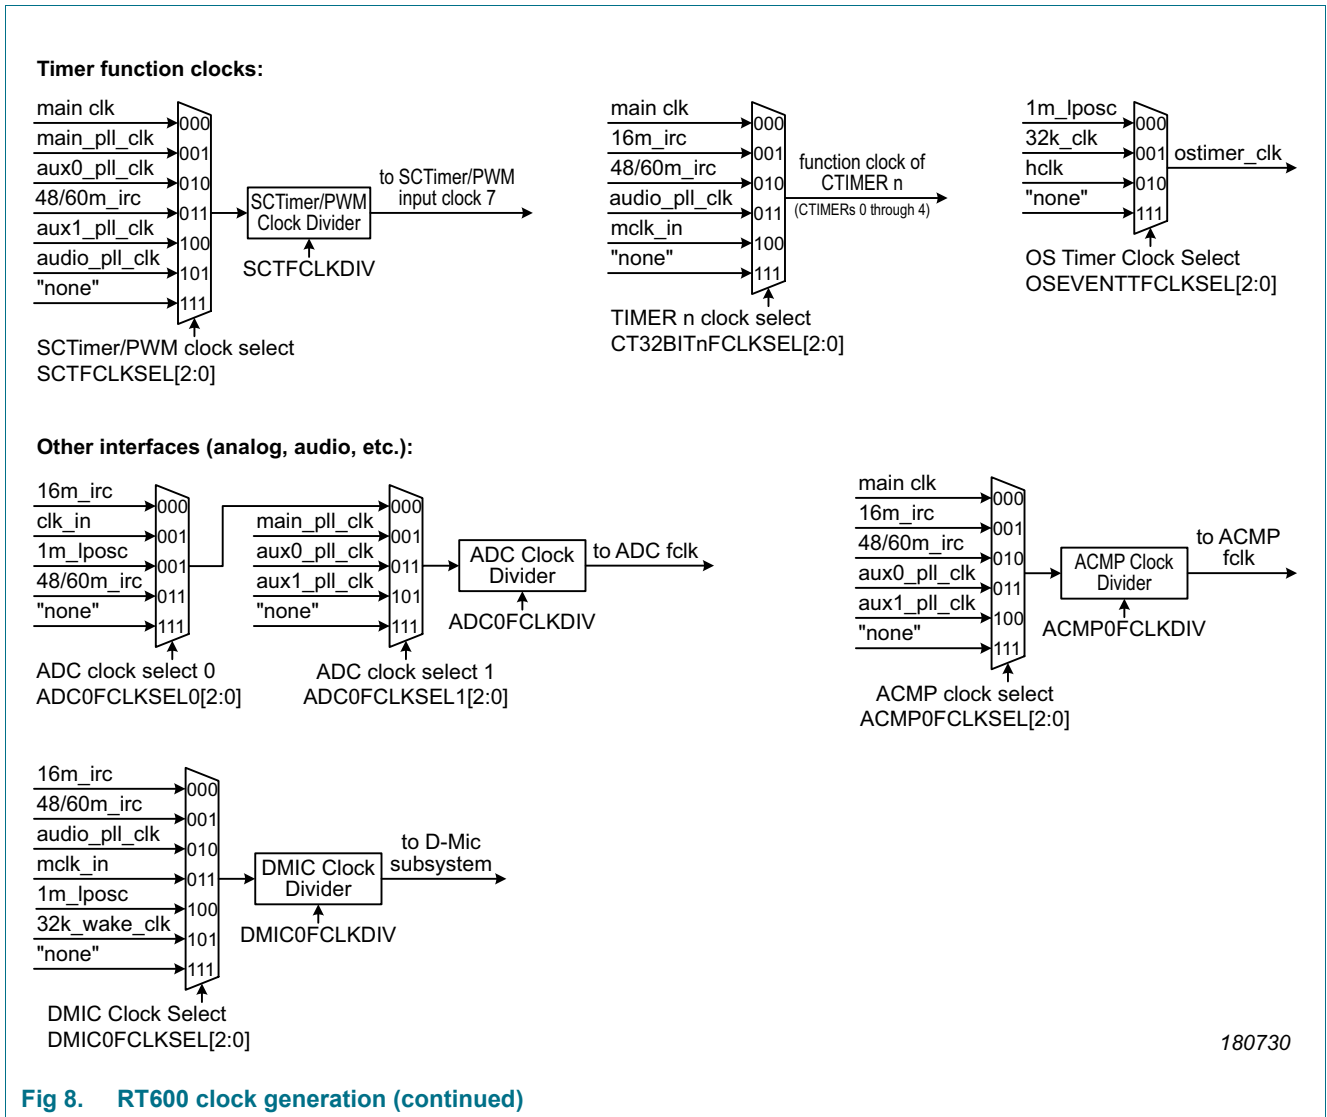 Timer function clocks:
main clk
000
main_pll_clk
001
aux0_pll_clk
010
48/60m_irc
011
aux1_pll_clk
100
audio_pll_clk
101
"none"
111
SCTimer/PWM
Clock Divider
SCTFCLKDIV
to SCTimer/PWM
input clock 7
SCTimer/PWM clock select
SCTFCLKSEL[2:0]
main clk
000
16m_irc
001
48/60m_irc
010
audio_pll_clk
011
mclk_in
100
"none"
111
function clock of
CTIMER n
(CTIMERs 0 through 4)
TIMER n clock select
CT32BITnFCLKSEL[2:0]
1m_lposc
000
32k_clk
001
hclk
010
"none"
111
ostimer_clk
OS Timer Clock Select
OSEVENTTFCLKSEL[2:0]
Other interfaces (analog, audio, etc.):
16m_irc
000
clk_in
001
1m_lposc
001
48/60m_irc
011
"none"
111
ADC clock select 0
ADC0FCLKSEL0[2:0]
000
main_pll_clk
001
aux0_pll_clk
011
aux1_pll_clk
101
"none"
111
ADC clock select 1
ADC0FCLKSEL1[2:0]
ADC Clock
Divider
ADC0FCLKDIV
to ADC fclk
main clk
000
16m_irc
001
48/60m_irc
010
aux0_pll_clk
011
aux1_pll_clk
100
"none"
111
ACMP Clock
Divider
ACMP0FCLKDIV
to ACMP
fclk
ACMP clock select
ACMP0FCLKSEL[2:0]
16m_irc
000
48/60m_irc
001
audio_pll_clk
010
mclk_in
011
1m_lposc
100
32k_wake_clk
101
"none"
111
DMIC Clock
Divider
DMIC0FCLKDIV
to D-Mic
subsystem
DMIC Clock Select
DMIC0FCLKSEL[2:0]
180730
Fig 8. RT600 clock generation (continued)